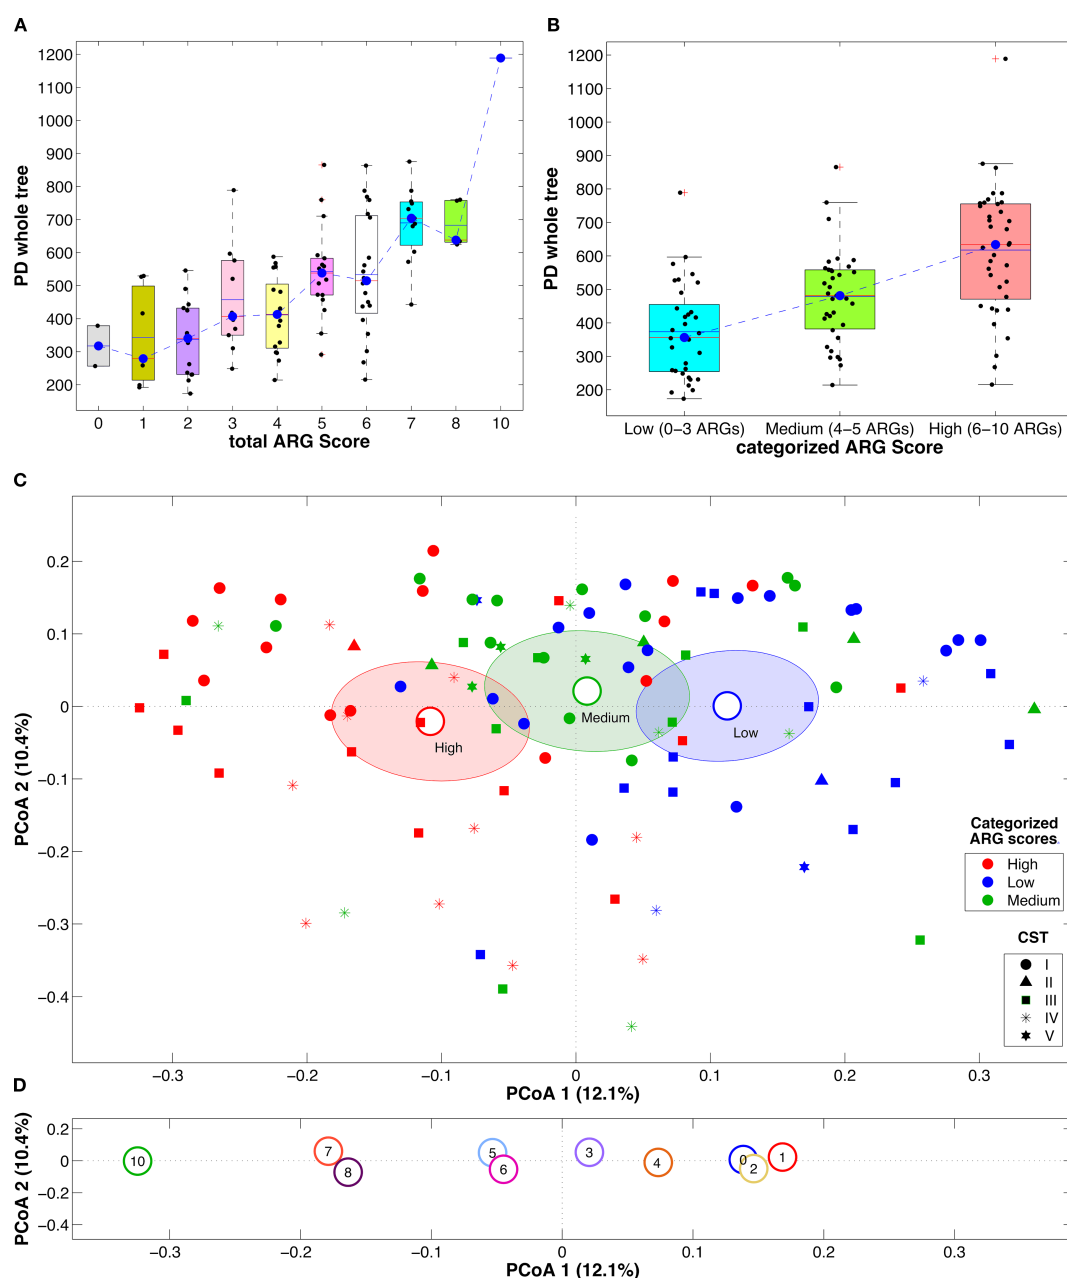 A
1200
1100
1000
900
800
700
600
500
400
300
200
PD whole tree
0 1 2 3 4 5 6 7 8 10
total ARG Score
B
1200
1100
1000
900
800
700
600
500
400
300
200
PD whole tree
Low (0−3 ARGs) Medium (4−5 ARGs) High (6−10 ARGs)
categorized ARG Score
C
0.2
0.1
0
−0.1
−0.2
−0.3
−0.4
PCoA 2 (10.4%)
High
Medium
Low
Categorized
ARG scores.
High
Low
Medium
CST
I
II
III
IV
V
−0.3 −0.2 −0.1 0 0.1 0.2 0.3
PCoA 1 (12.1%)
D
0.2
0
−0.2
−0.4
PCoA 2 (10.4%)
10 7 8 5 6 3 4 0 2 1
−0.3 −0.2 −0.1 0 0.1 0.2 0.3
PCoA 1 (12.1%)